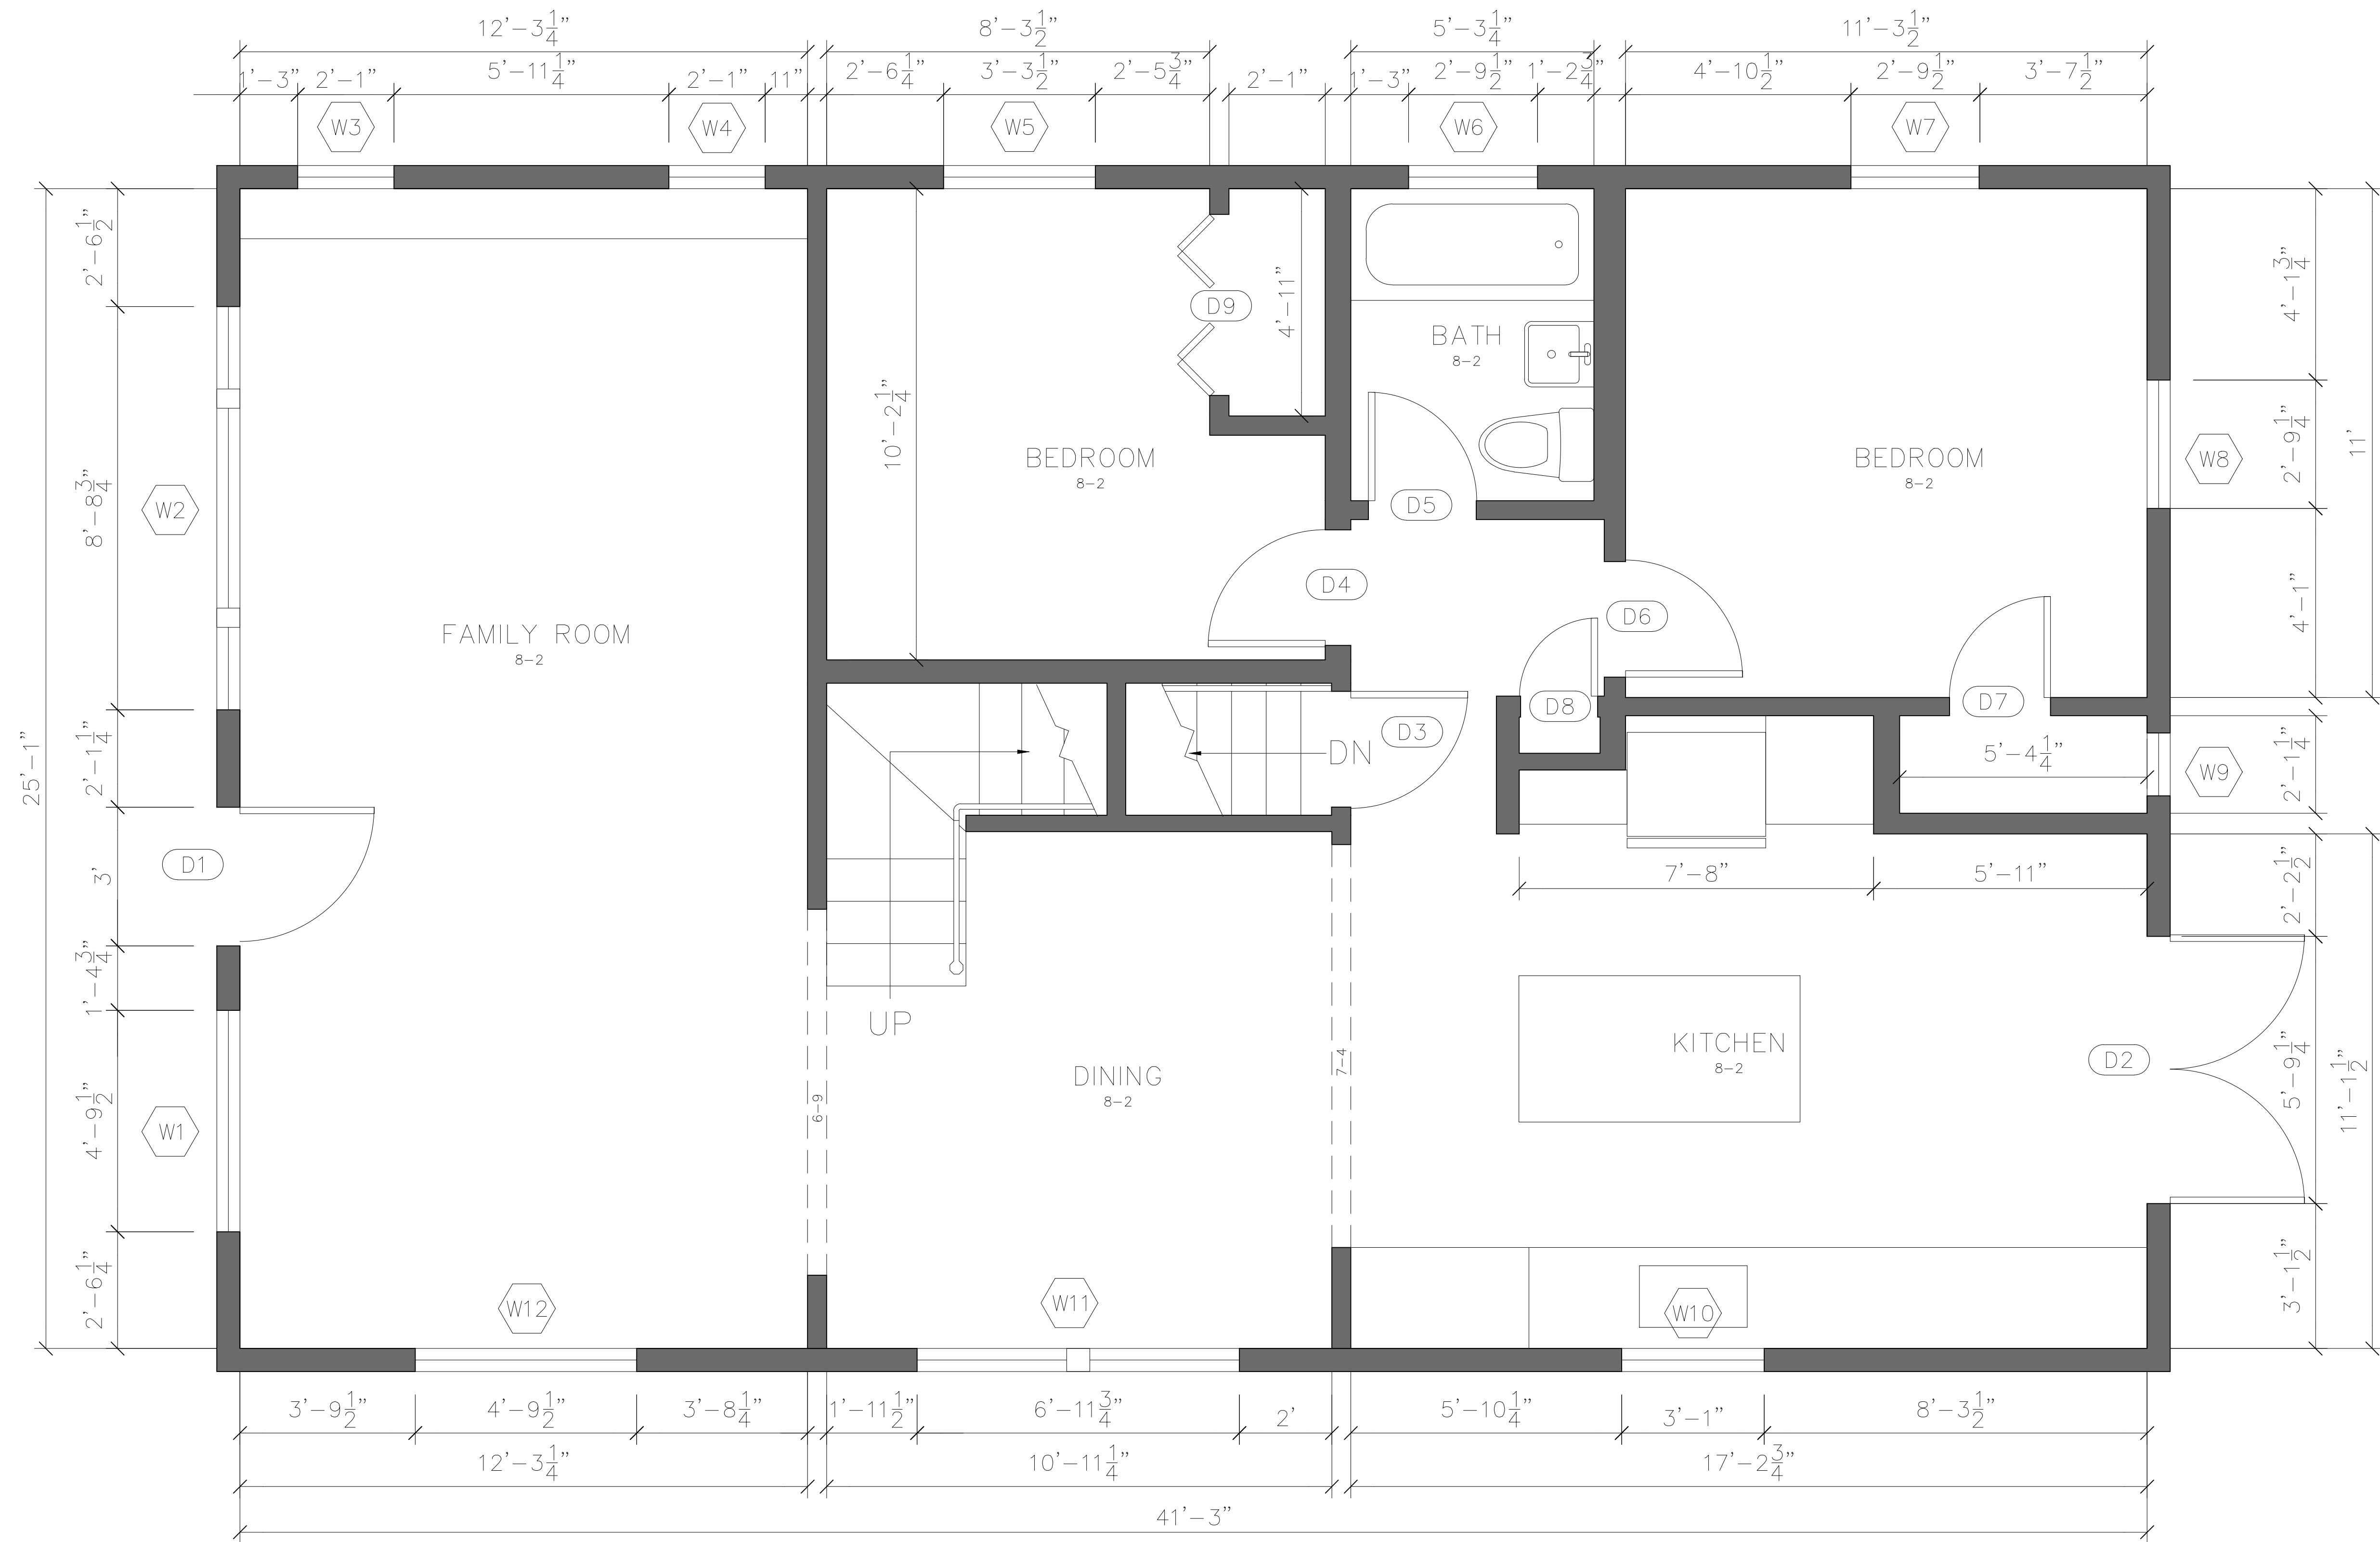 12'-3 1/4" 8'-3 1/2" 5'-3 1/4" 11'-3 1/2"
1'-3" 2'-1" 5'-11 1/4" 2'-1" 11" 2'-6 1/4" 3'-3 1/2" 2'-5 3/4" 2'-1" 1'-3" 2'-9 1/2" 1'-2 3/4" 4'-10 1/2" 2'-9 1/2" 3'-7 1/2"
W3 W4 W5 W6 W7
2'-6 1/2"
4'-1 3/4"
D9
4'-11"
BATH
8-2
10'-2 1/4"
11'
BEDROOM
8-2
BEDROOM
8-2
2'-9 1/4"
W8
W2
8'-8 3/4"
D5
D4
4'-1"
D6
FAMILY ROOM
8-2
D7
D8
D3
DN
5'-4 1/4"
2'-1 1/4"
W9
25'-1"
2'-1 1/4"
D1
3'
7'-8" 5'-11"
2'-2 1/2"
1'-4 3/4"
UP
KITCHEN
8-2
D2
5'-9 1/4"
11'-1 1/2"
DINING
8-2
7-4
6-9
4'-9 1/2"
W1
2'-6 1/4"
3'-1 1/2"
W12 W11 W10
3'-9 1/2" 4'-9 1/2" 3'-8 1/4" 1'-11 1/2" 6'-11 3/4" 2' 5'-10 1/4" 3'-1" 8'-3 1/2"
12'-3 1/4" 10'-11 1/4" 17'-2 3/4"
41'-3"